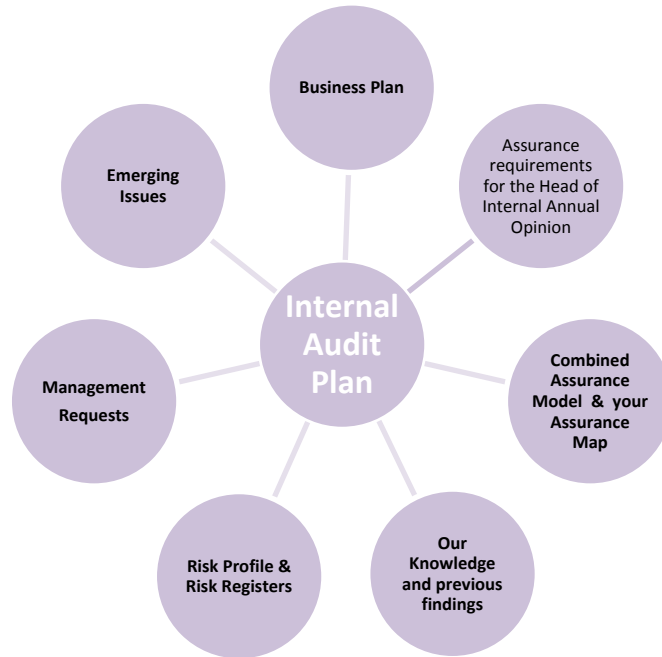 Business Plan
Assurance
requirements
for the Head of
Internal Annual
Opinion
Combined
Assurance
Model & your
Assurance
Map
Our
Knowledge
and previous
findings
Risk Profile &
Risk Registers
Management
Requests
Emerging
Issues
Internal
Audit
Plan